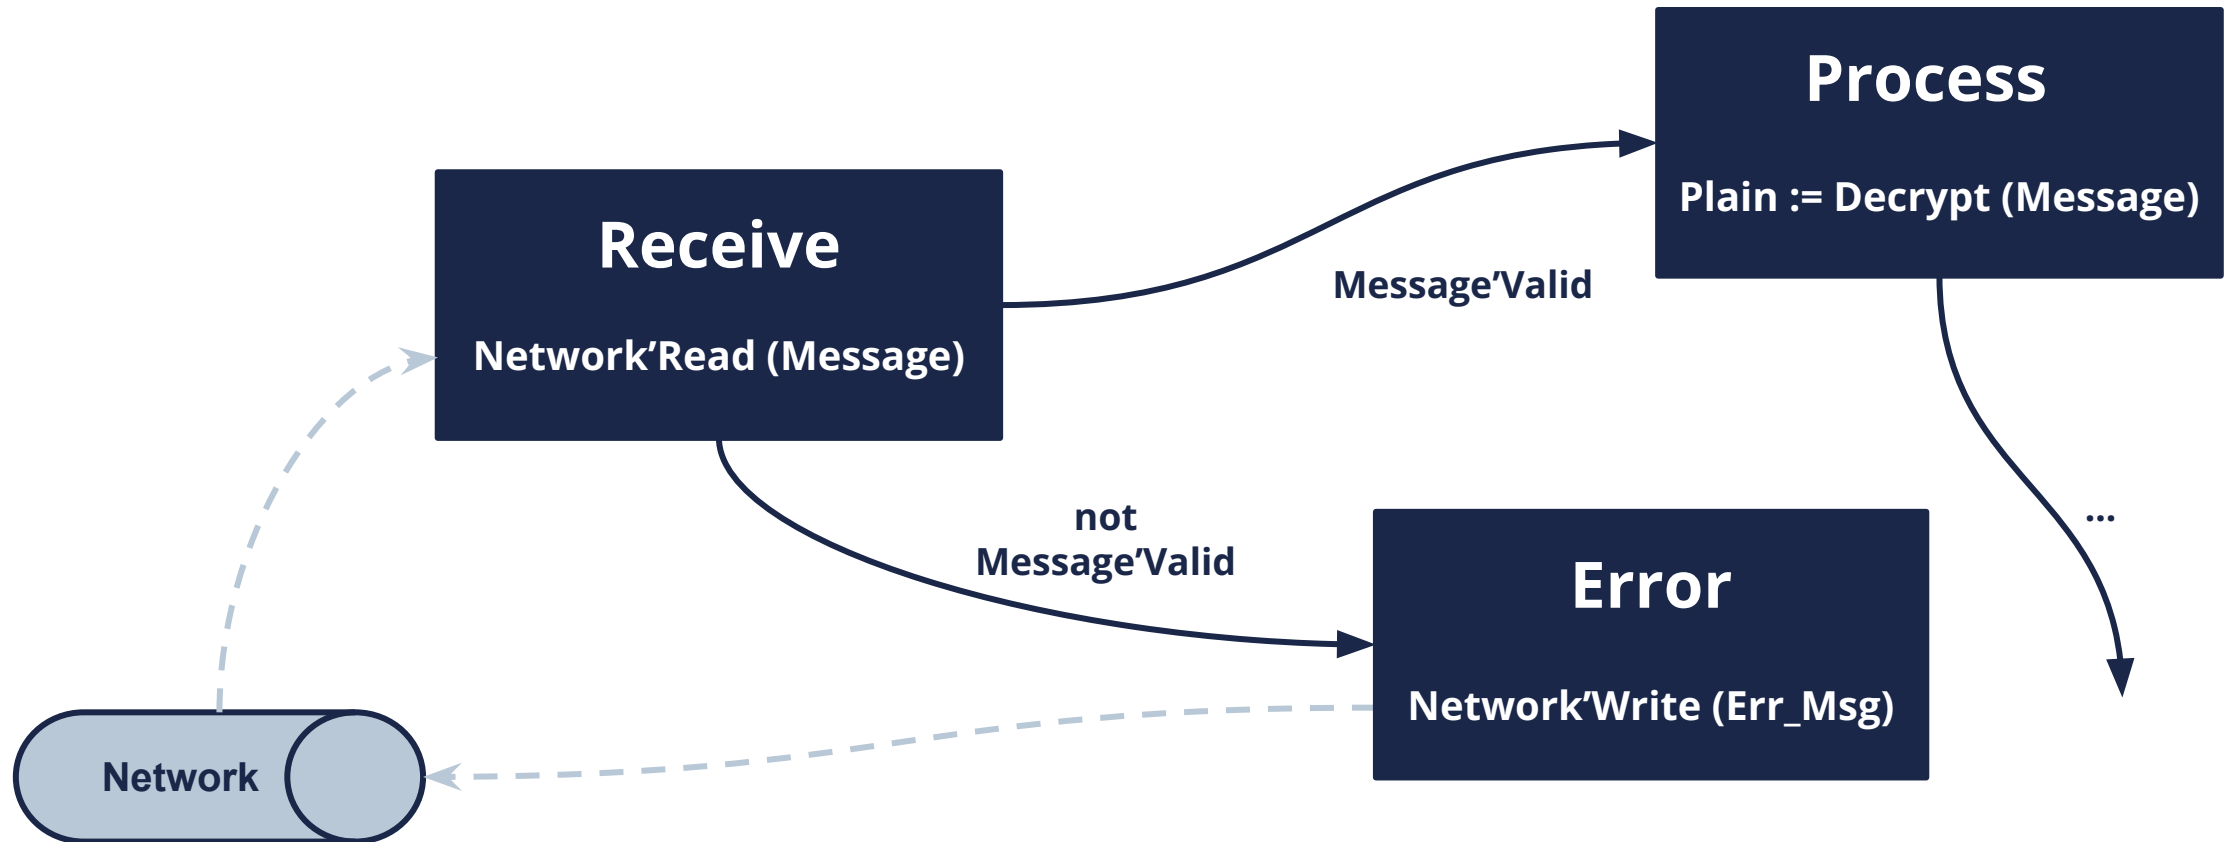 Process
Plain := Decrypt (Message)
Receive
Network’Read (Message)
Message’Valid
not
Message’Valid
...
Error
Network’Write (Err_Msg)
Network